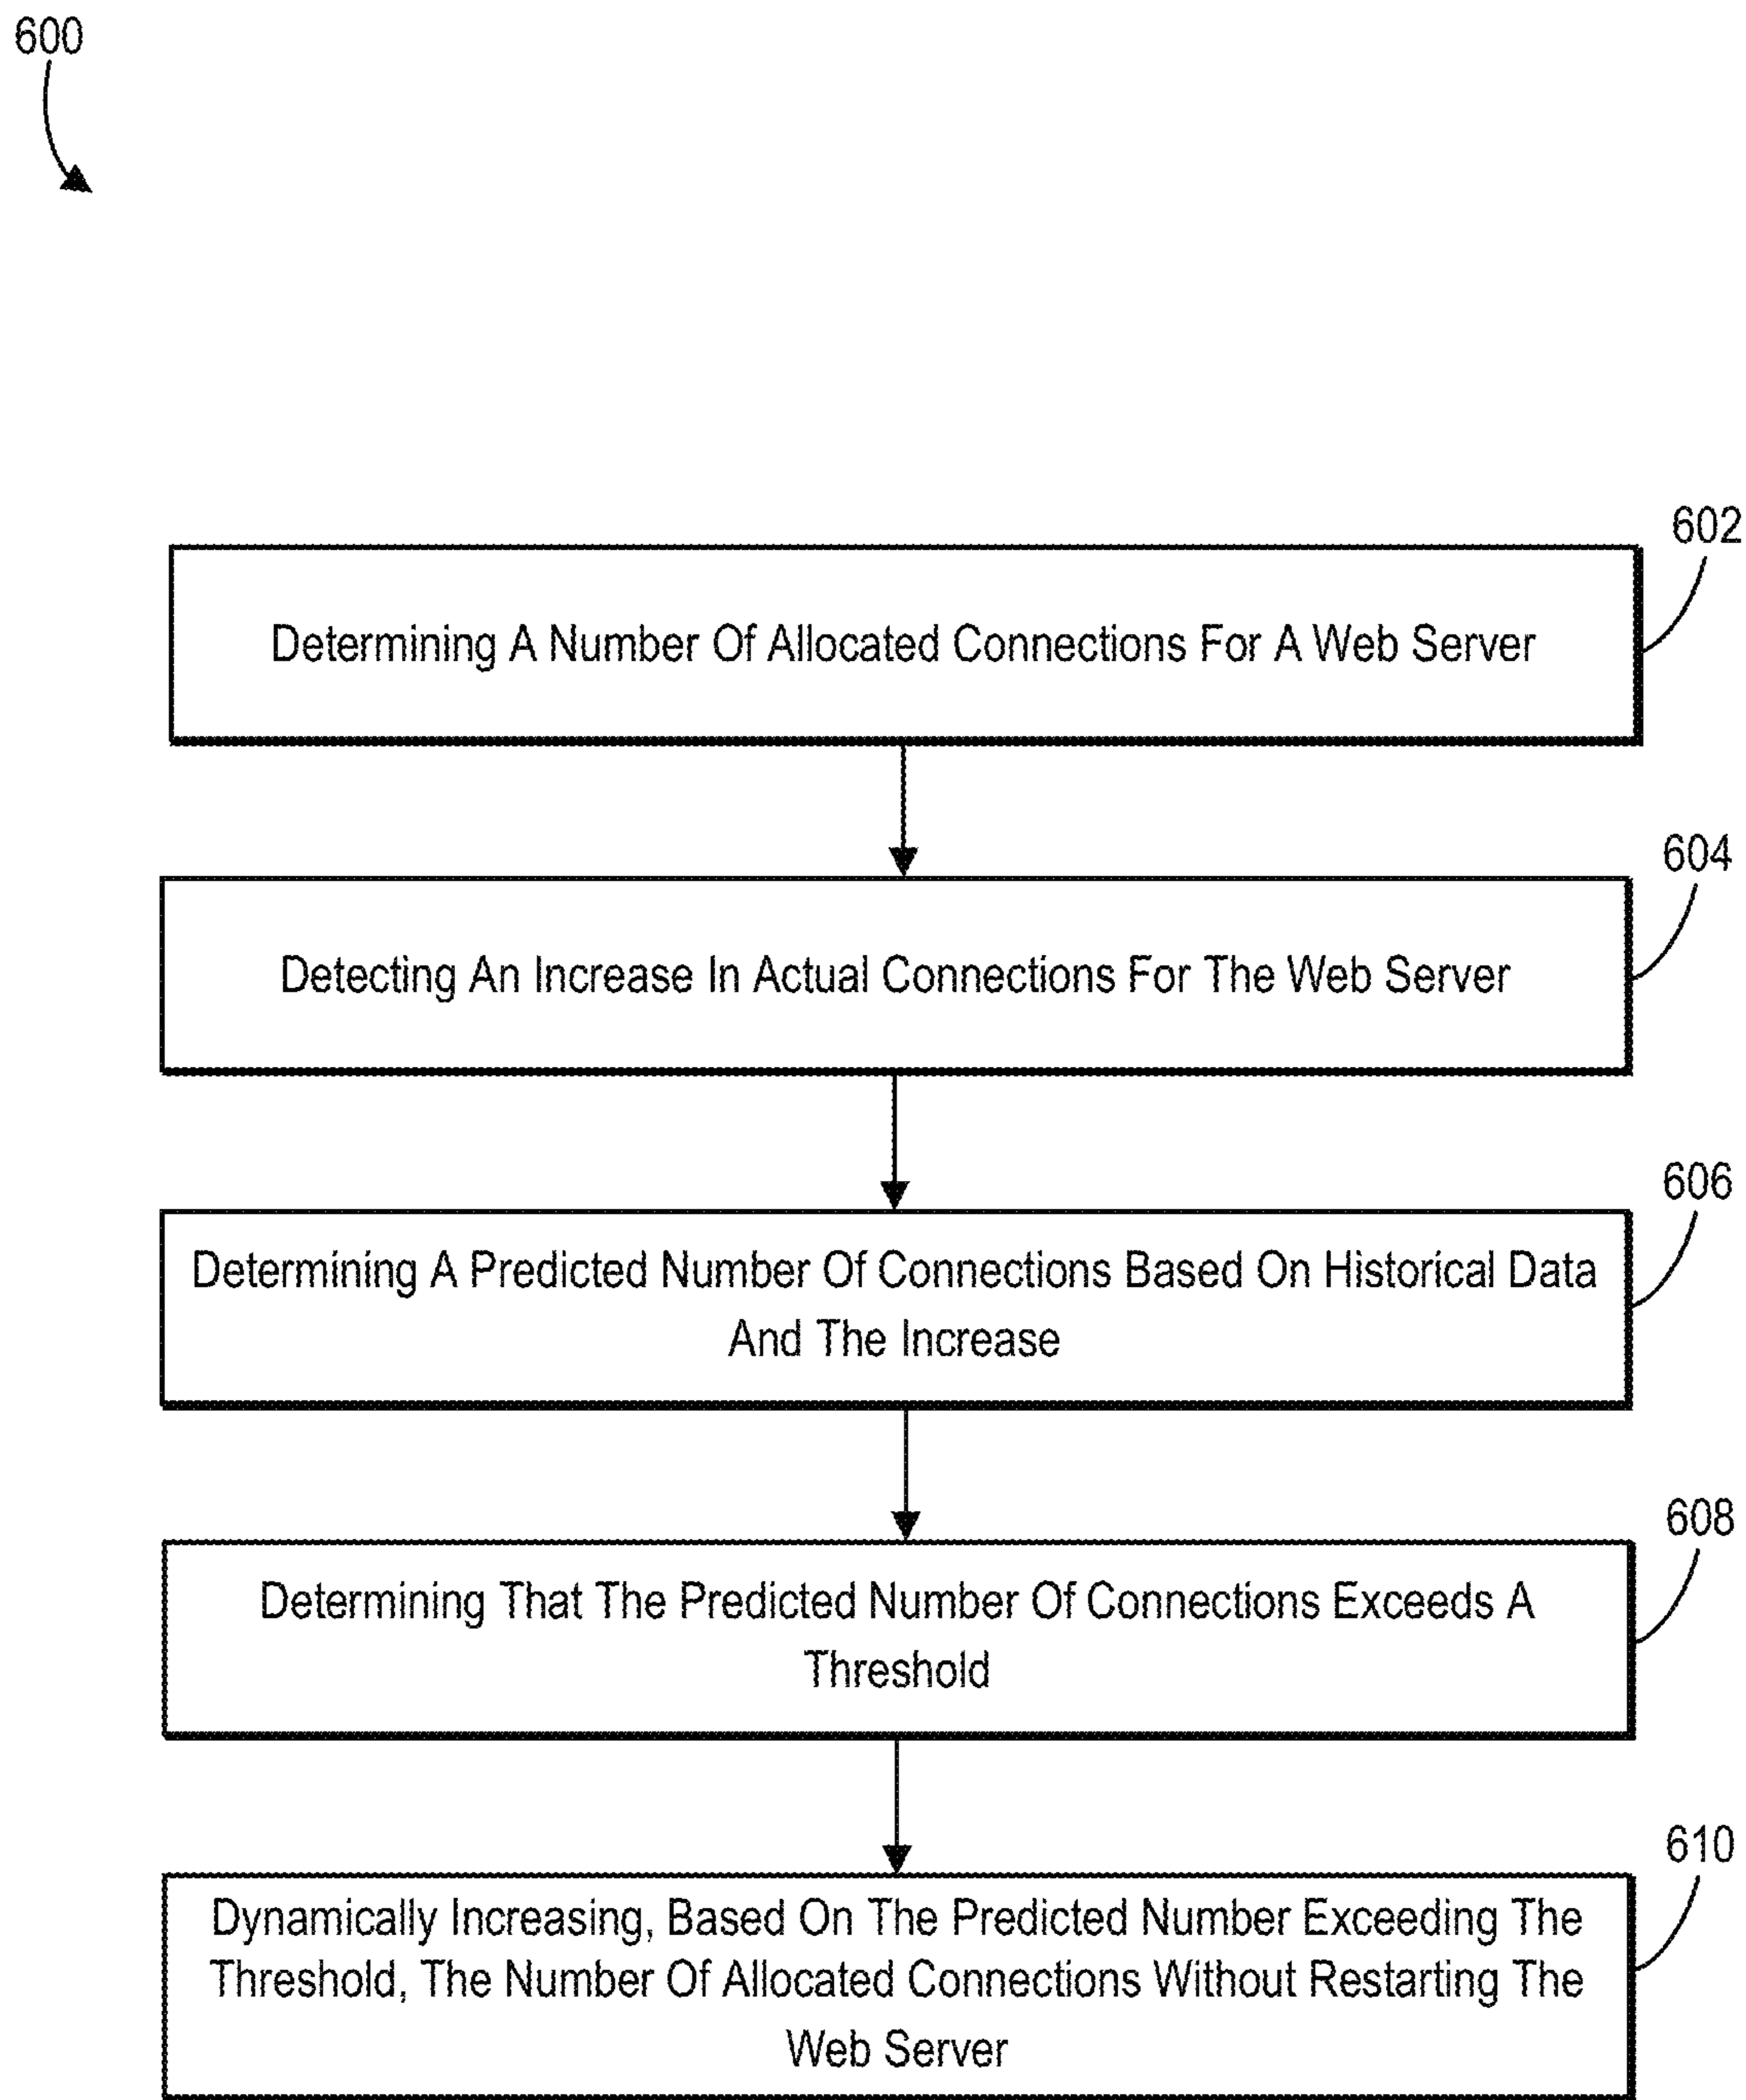 600
602
Determining A Number Of Allocated Connections For A Web Server
604
Detecting An Increase In Actual Connections For The Web Server
606
Determining A Predicted Number Of Connections Based On Historical Data
And The Increase
608
Determining That The Predicted Number Of Connections Exceeds A
Threshold
610
Dynamically Increasing, Based On The Predicted Number Exceeding The
Threshold, The Number Of Allocated Connections Without Restarting The
Web Server